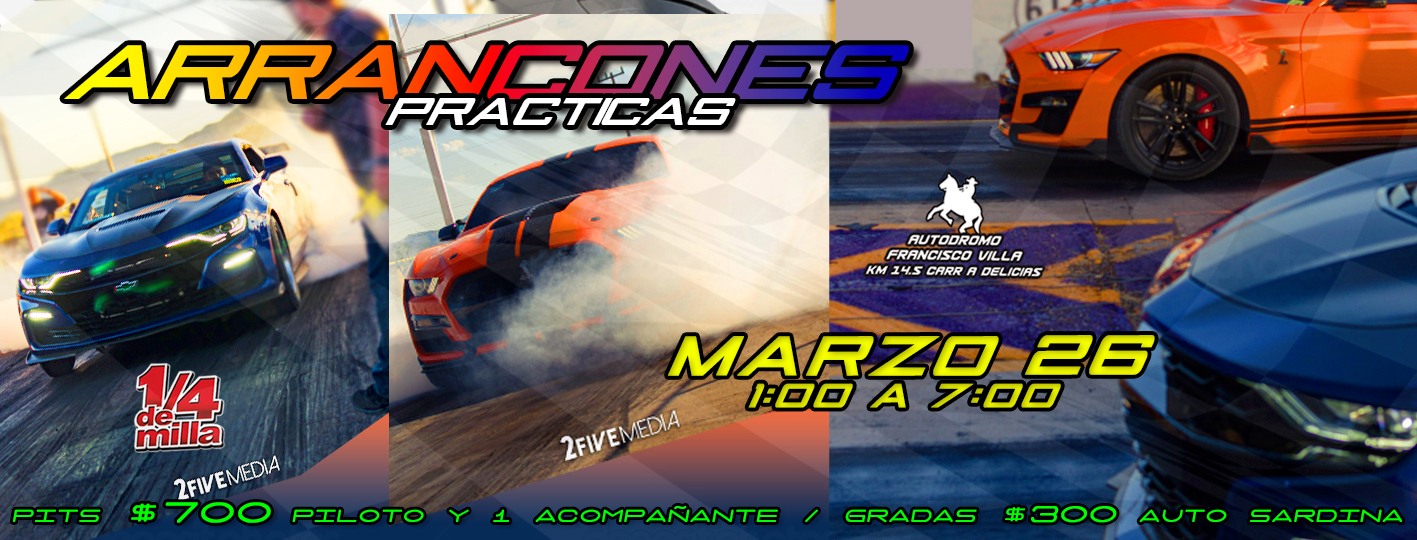 ARRANCONES
PRACTICAS
AUTODROMO
FRANCISCO VILLA
KM 14.5 CARR A DELICIAS
MARZO 26
1:00 A 7:00
1/4
de
milla
2FIVEMEDIA
2FIVEMEDIA
PITS $700 PILOTO Y 1 ACOMPAÑANTE / GRADAS $300 AUTO SARDINA